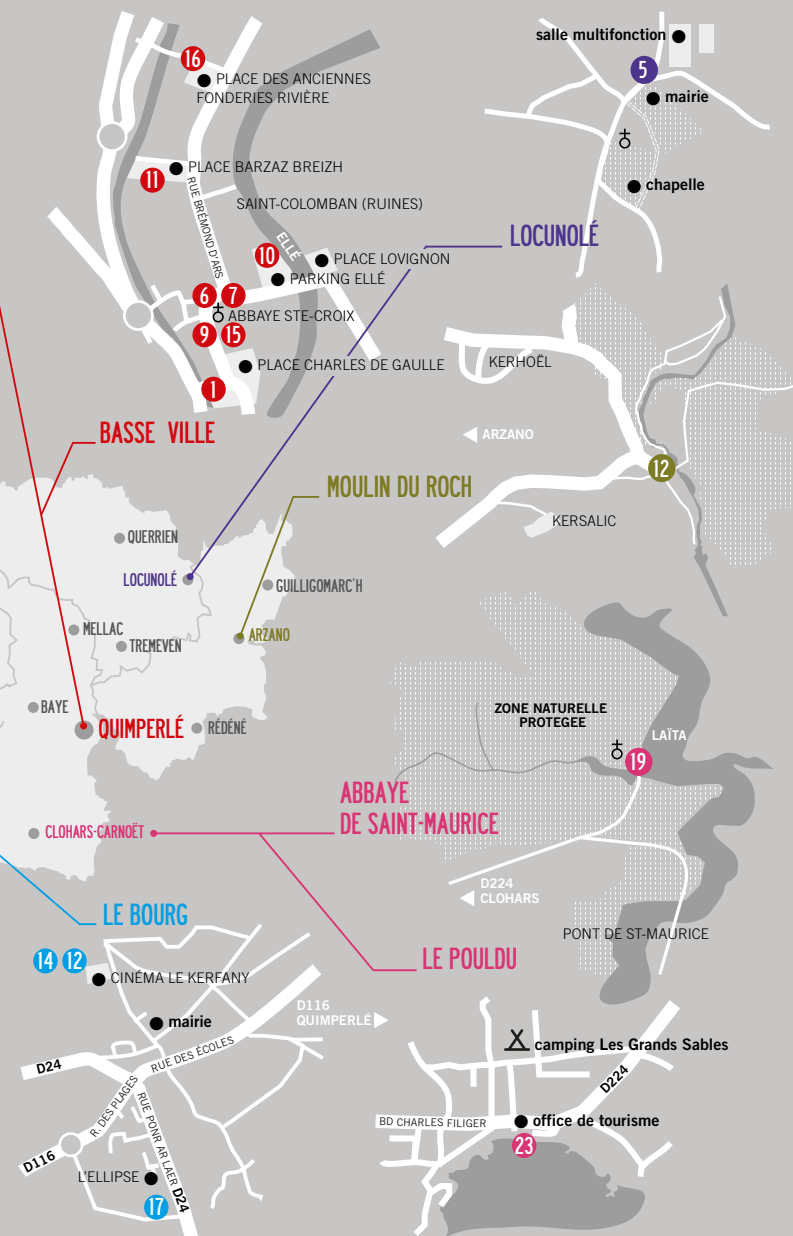 16
PLACE DES ANCIENNES
FONDERIES RIVIÈRE
11
PLACE BARZAZ BREIZH
RUE BRÉMOND D'ARS
SAINT-COLOMBAN (RUINES)
ELLÉ
10
PLACE LOVIGNON
PARKING ELLÉ
6
7
ABBAYE STE-CROIX
9
15
PLACE CHARLES DE GAULLE
1
BASSE VILLE
salle multifonction
5
mairie
chapelle
LOCUNOLÉ
KERHOËL
ARZANO
12
KERSALIC
MOULIN DU ROCH
QUERRIEN
LOCUNOLÉ
GUILLIGOMARC'H
MELLAC
TREMEVEN
ARZANO
BAYE
QUIMPERLÉ
RÉDÉNÉ
CLOHARS-CARNOËT
ZONE NATURELLE
PROTEGEE
LAÏTA
19
D224
CLOHARS
PONT DE ST-MAURICE
ABBAYE
DE SAINT-MAURICE
LE POULDU
LE BOURG
14
12
CINÉMA LE KERFANY
mairie
D116
QUIMPERLÉ
D24
RUE DES ÉCOLES
R. DES PLAGES
RUE PONR AR LAER
D116
D24
L'ELLIPSE
17
camping Les Grands Sables
D224
BD CHARLES FILIGER
office de tourisme
23